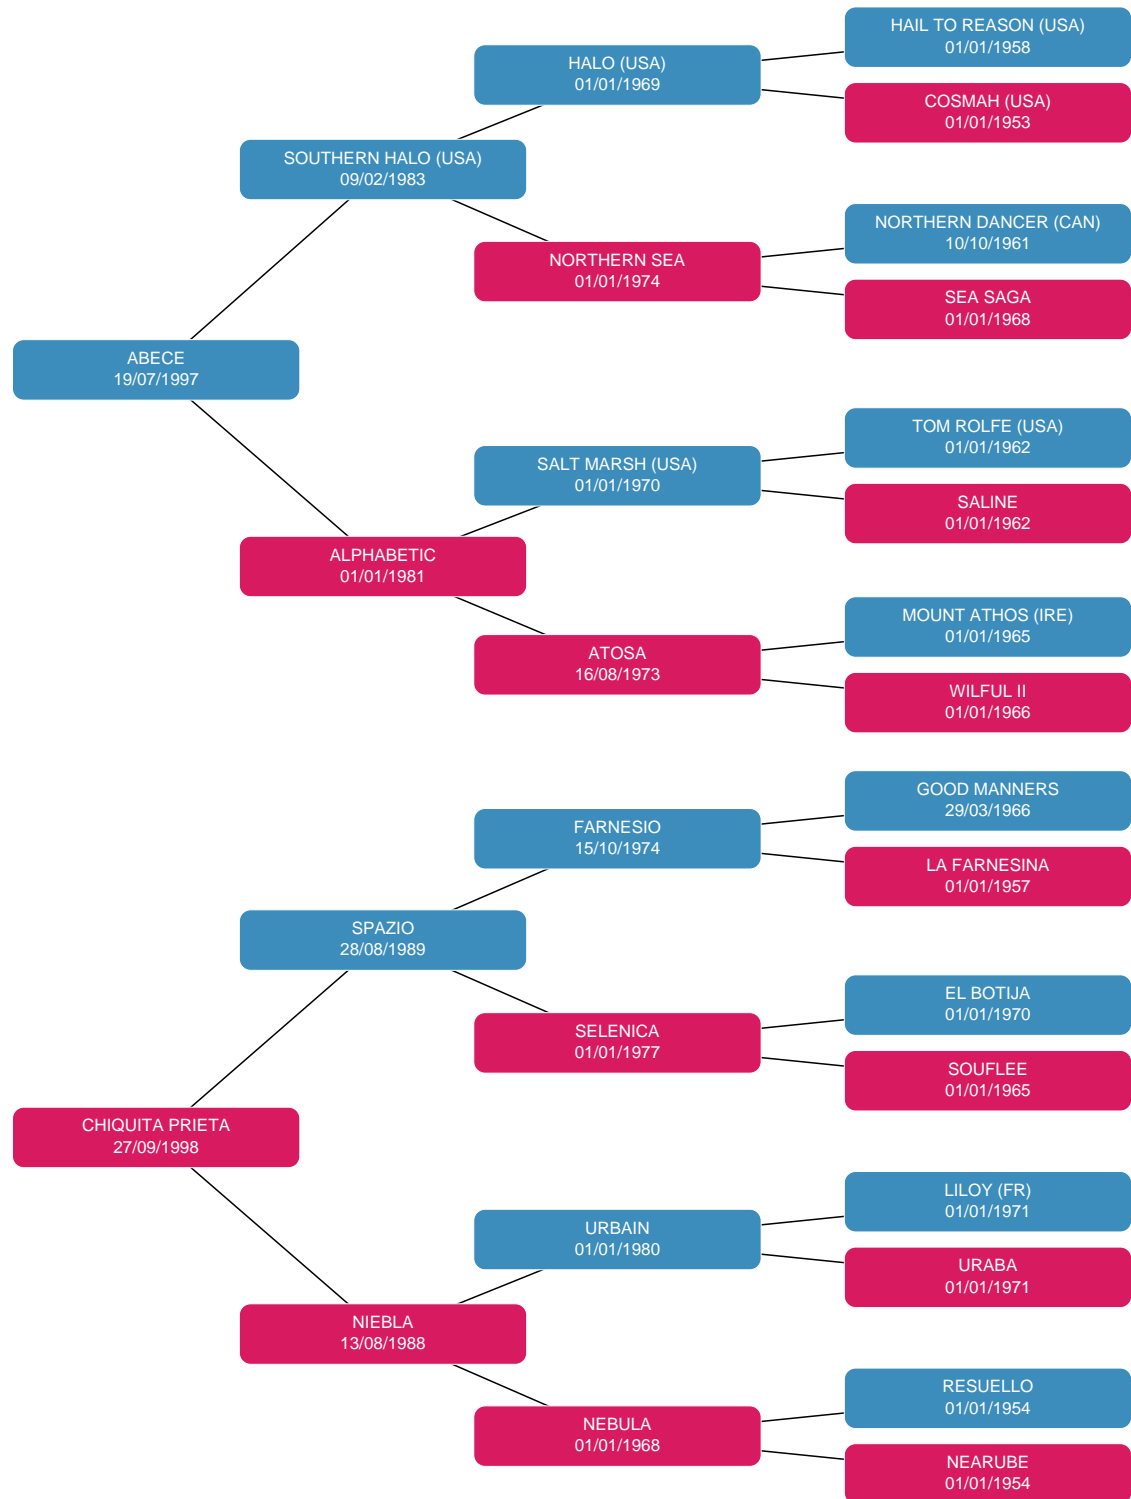 HAIL TO REASON (USA)
01/01/1958
HALO (USA)
01/01/1969
COSMAH (USA)
01/01/1953
SOUTHERN HALO (USA)
09/02/1983
NORTHERN DANCER (CAN)
10/10/1961
NORTHERN SEA
01/01/1974
SEA SAGA
01/01/1968
ABECE
19/07/1997
TOM ROLFE (USA)
01/01/1962
SALT MARSH (USA)
01/01/1970
SALINE
01/01/1962
ALPHABETIC
01/01/1981
MOUNT ATHOS (IRE)
01/01/1965
ATOSA
16/08/1973
WILFUL II
01/01/1966
GOOD MANNERS
29/03/1966
FARNESIO
15/10/1974
LA FARNESINA
01/01/1957
SPAZIO
28/08/1989
EL BOTIJA
01/01/1970
SELENICA
01/01/1977
SOUFLEE
01/01/1965
CHIQUITA PRIETA
27/09/1998
LILOY (FR)
01/01/1971
URBAIN
01/01/1980
URABA
01/01/1971
NIEBLA
13/08/1988
RESUELLO
01/01/1954
NEBULA
01/01/1968
NEARUBE
01/01/1954